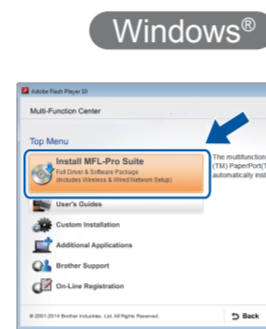 Windows®
Adobe Flash Player 10
Multi-Function Center
Top Menu
Install MFL-Pro Suite
Full Driver & Software Package
(Includes Wireless & Wired Network Setup)
The multifunction
(TM) PaperPort(T
automatically inst
User's Guides
Custom Installation
Additional Applications
Brother Support
On-Line Registration
© 2001-2014 Brother Industries, Ltd. All Rights Reserved.
Back